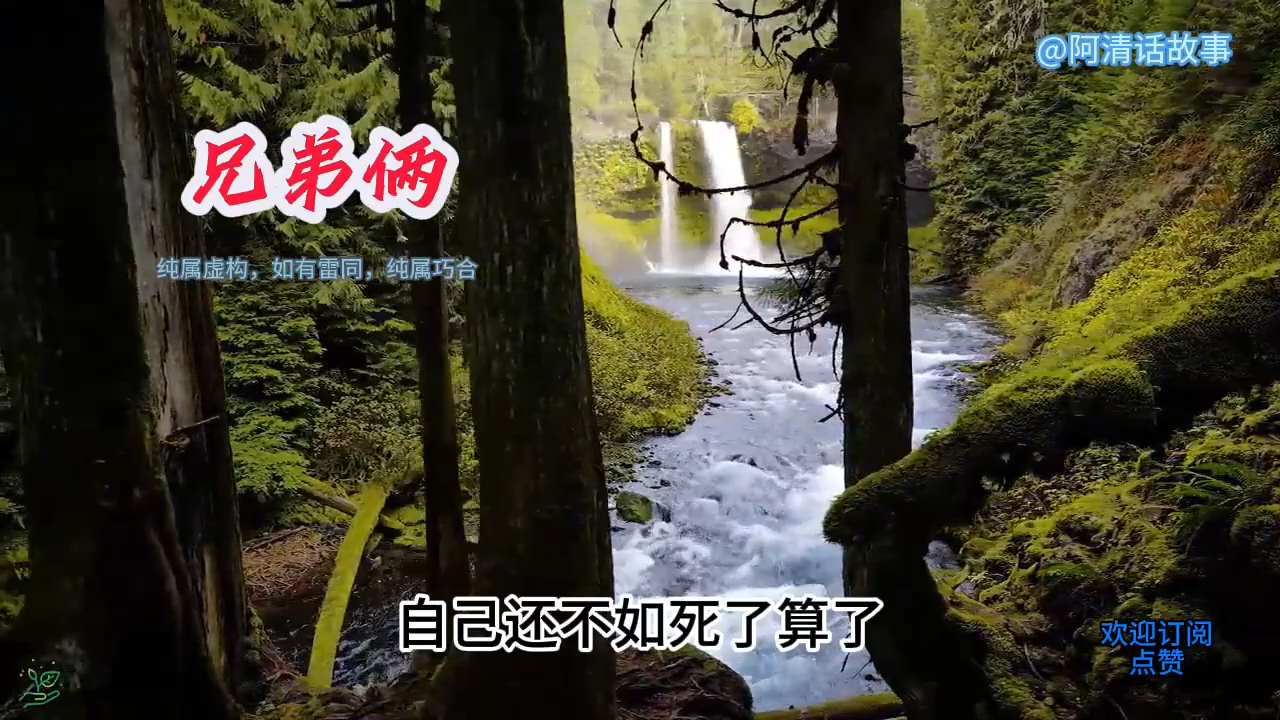 @阿清话故事
兄弟俩
纯属虚构，如有雷同，纯属巧合
自己还不如死了算了
欢迎订阅
点赞